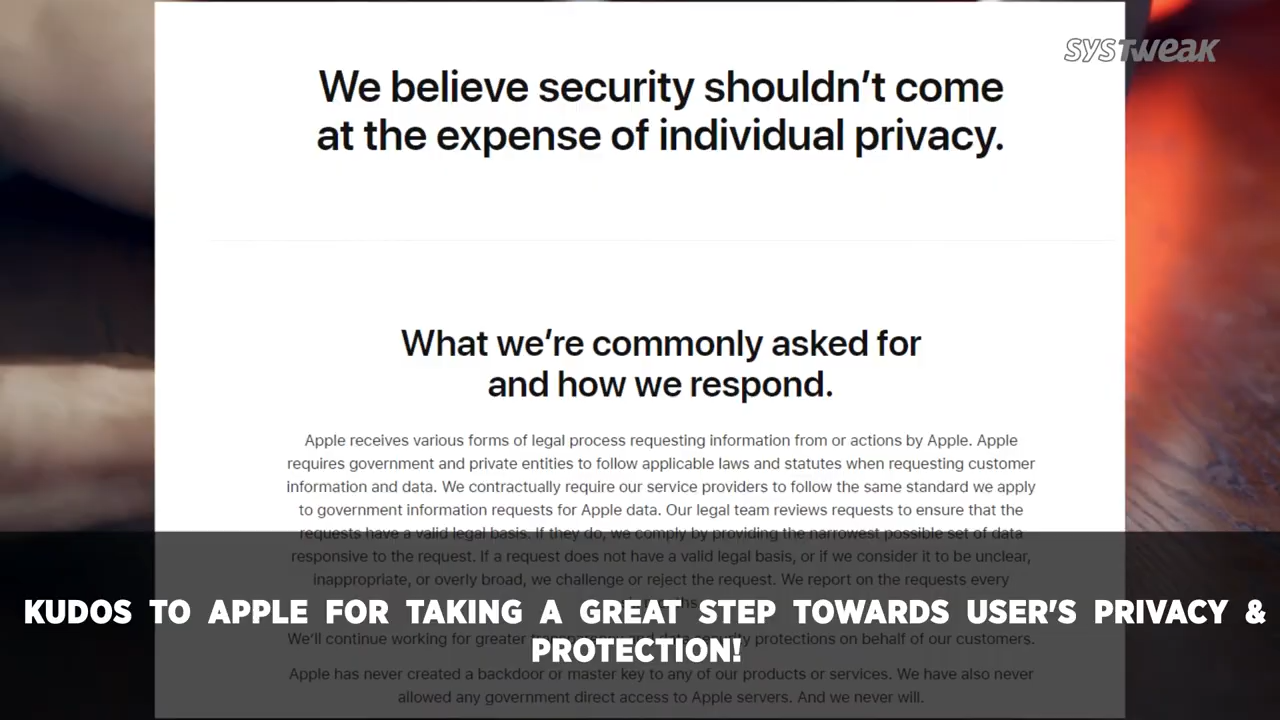 SYSTWEAK
We believe security shouldn't come
at the expense of individual privacy.
What we're commonly asked for
and how we respond.
Apple receives various forms of legal process requesting information from or actions by Apple. Apple
requires government and private entities to follow applicable laws and statutes when requesting customer
information and data. We contractually require our service providers to follow the same standard we apply
to government information requests for Apple data. Our legal team reviews requests to ensure that the
requests have a valid legal basis. If they do, we comply by providing the narrowest possible set of data
responsive to the request. If a request does not have a valid legal basis, or if we consider it to be unclear,
inappropriate, or overly broad, we challenge or reject the request. We report on the requests every
KUDOS TO APPLE FOR TAKING A GREAT STEP TOWARDS USER'S PRIVACY &
We'll continue working for greater transparency and data security protections on behalf of our customers.
PROTECTION!
Apple has never created a backdoor or master key to any of our products or services. We have also never
allowed any government direct access to Apple servers. And we never will.